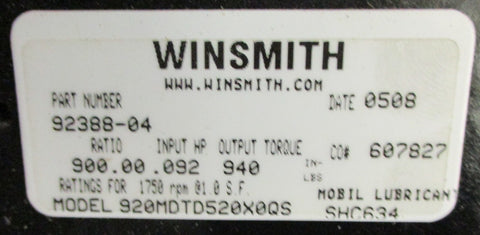 WINSMITH
WWW.WINSMITH.COM
PART NUMBER DATE 0508
92388-04
RATIO INPUT HP OUTPUT TORQUE CO# 607827
900.00 .092 940 IN-LBS
RATINGS FOR 1750 rpm @1.0 S.F.
MOBIL LUBRICANT
MODEL 920MDTD520X0QS SHC634